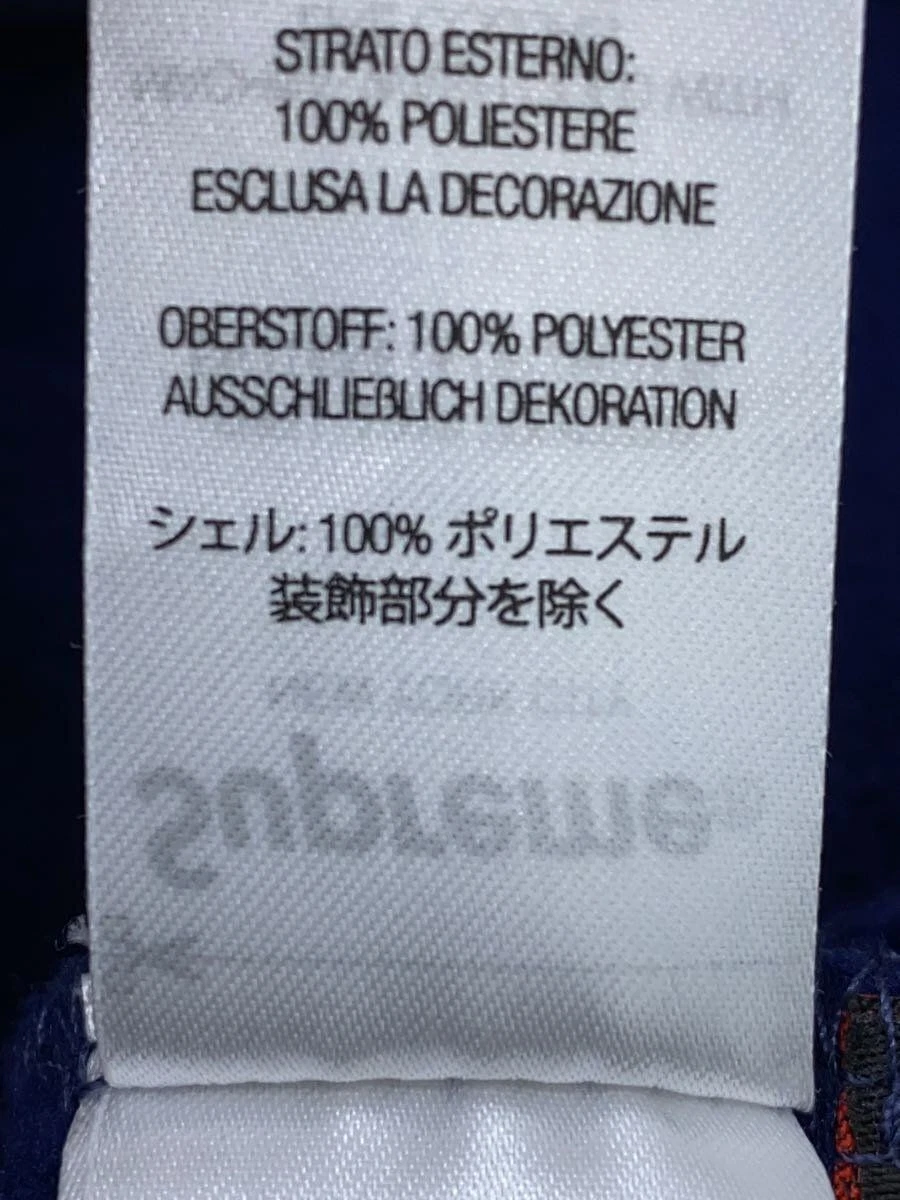 STRATO ESTERNO:
100% POLIESTERE
ESCLUSA LA DECORAZIONE
OBERSTOFF: 100% POLYESTER
AUSSCHLIEßLICH DEKORATION
シェル: 100% ポリエステル
装飾部分を除く
Supreme